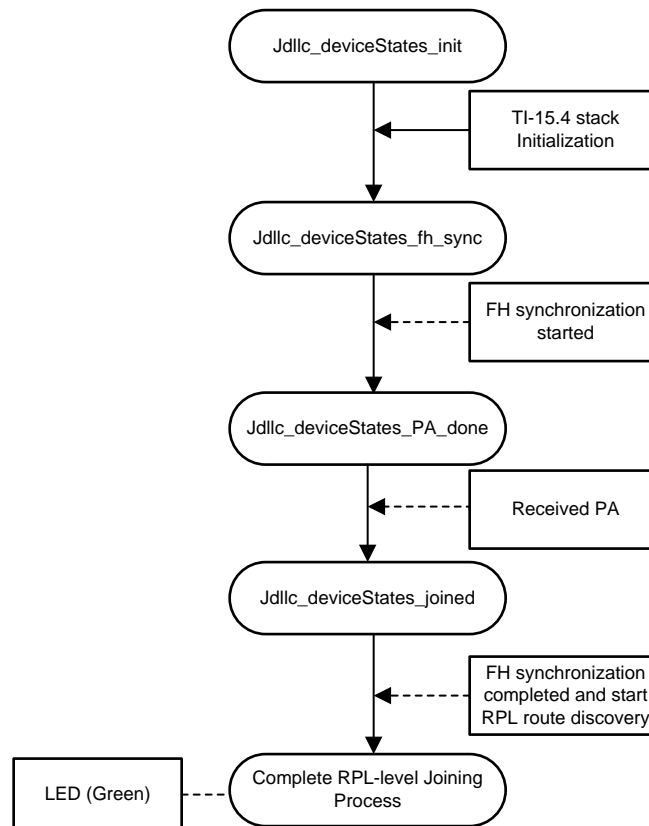 Jdllc_deviceStates_init
TI-15.4 stack
Initialization
Jdllc_deviceStates_fh_sync
FH synchronization
started
Jdllc_deviceStates_PA_done
Received PA
Jdllc_deviceStates_joined
FH synchronization
completed and start
RPL route discovery
LED (Green)
Complete RPL-level Joining
Process